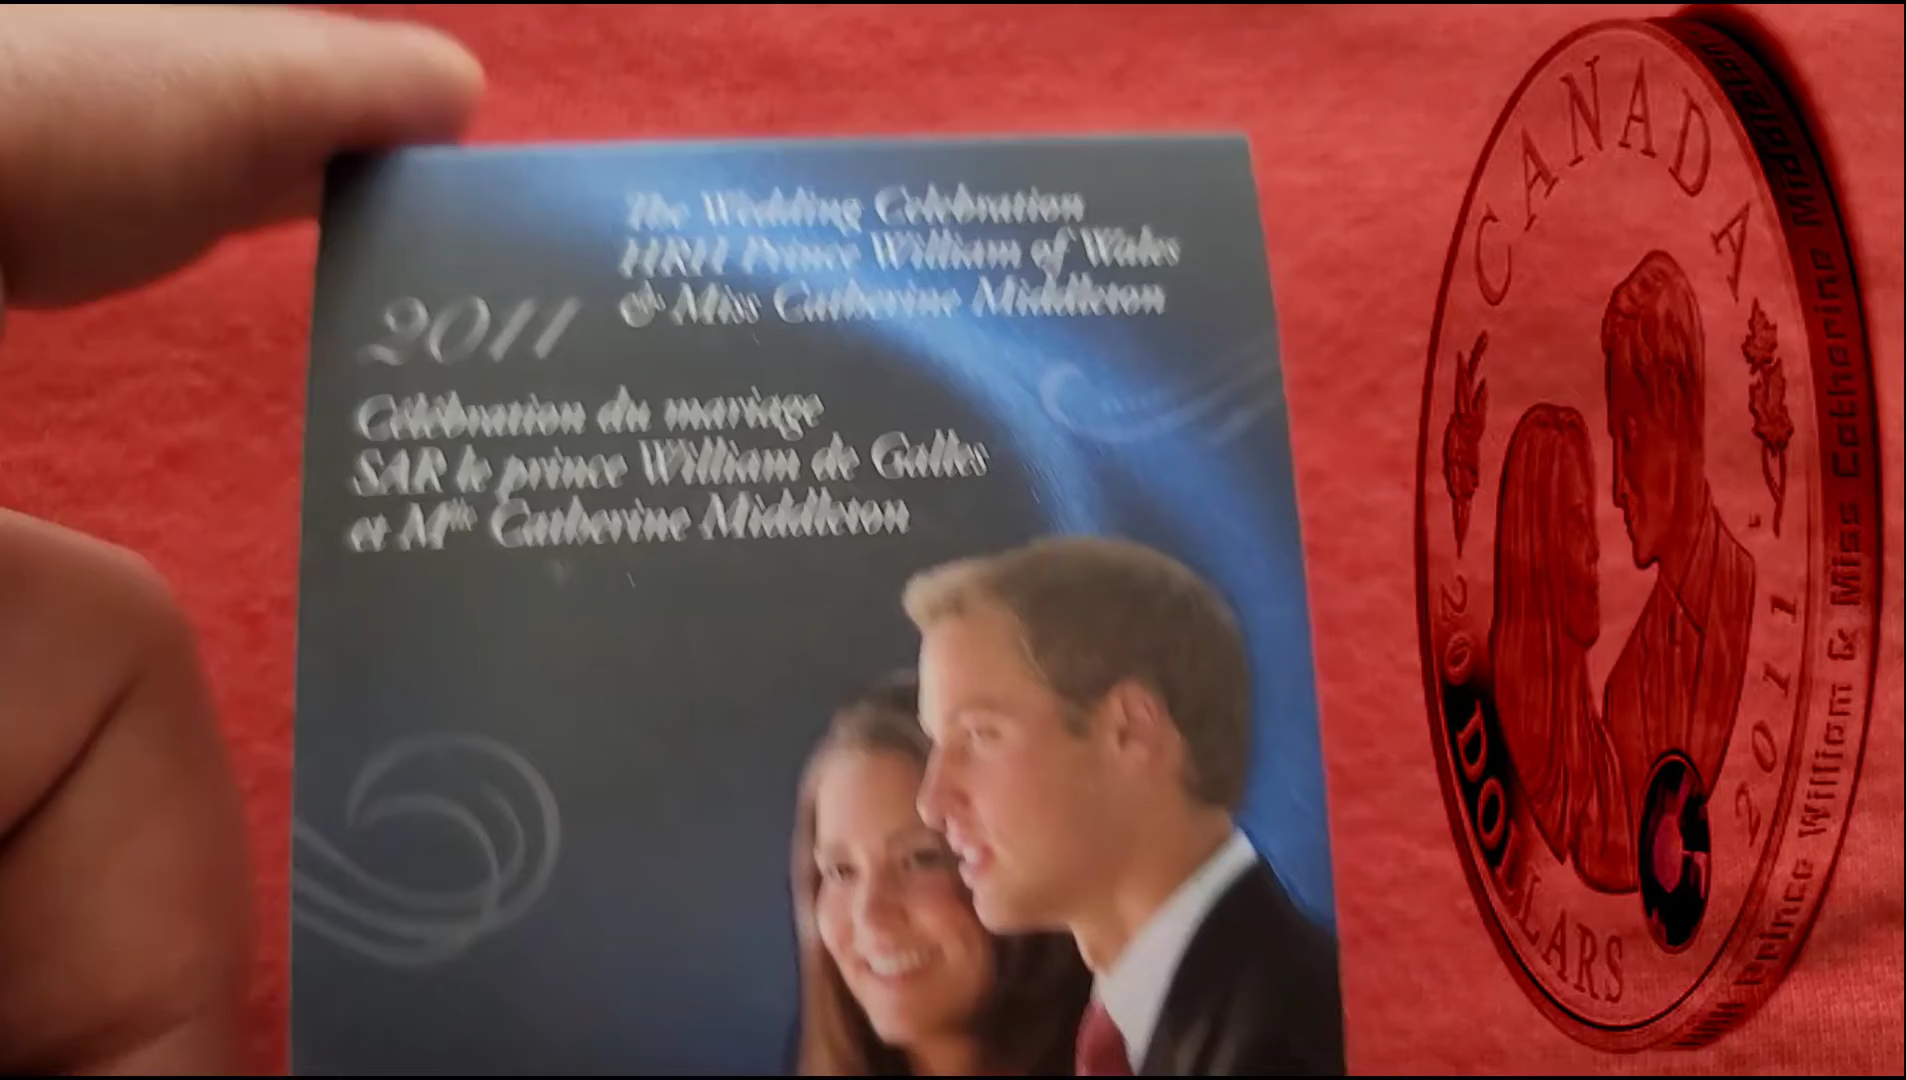 The Wedding Celebration
HRH Prince William of Wales
& Miss Catherine Middleton
2011
Célébration du mariage
SAR le prince William de Galles
et Mlle Catherine Middleton
CANADA
20 DOLLARS
2011
Prince William & Miss Catherine Middleton